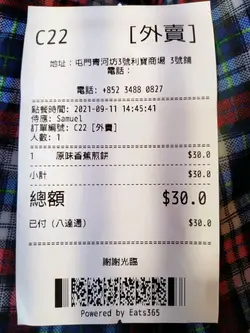 C22 [外賣]
地址：屯門青河坊3號利寶商場 3號舖
電話：
電話: +852 3488 0827
點餐時間: 2021-09-11 14:45:41
侍應: Samuel
訂單編號: C22 [外賣]
人數: 1
1 原味香蕉煎餅 $30.0
小計 $30.0
總額 $30.0
已付 (八達通) $30.0
謝謝光臨
Powered by Eats365